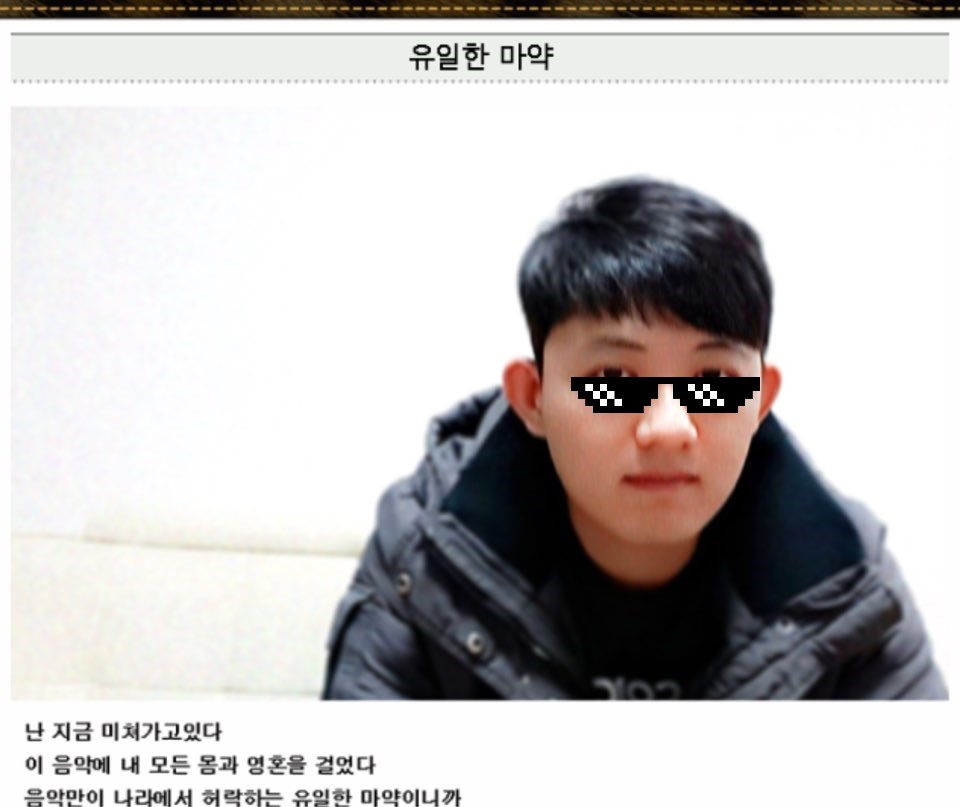 유일한 마약
난 지금 미쳐가고있다
이 음악에 내 모든 몸과 영혼을 걸었다
음악만이 나라에서 허락하는 유일한 마약이니까